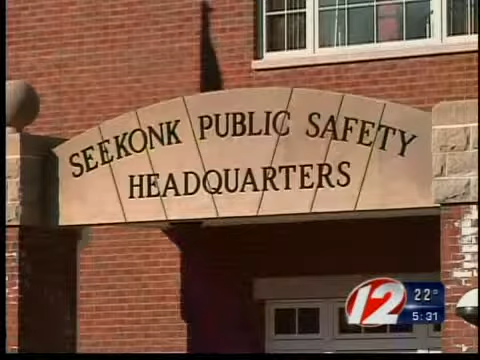 SEEKONK PUBLIC SAFETY
HEADQUARTERS
12
22°
5:31